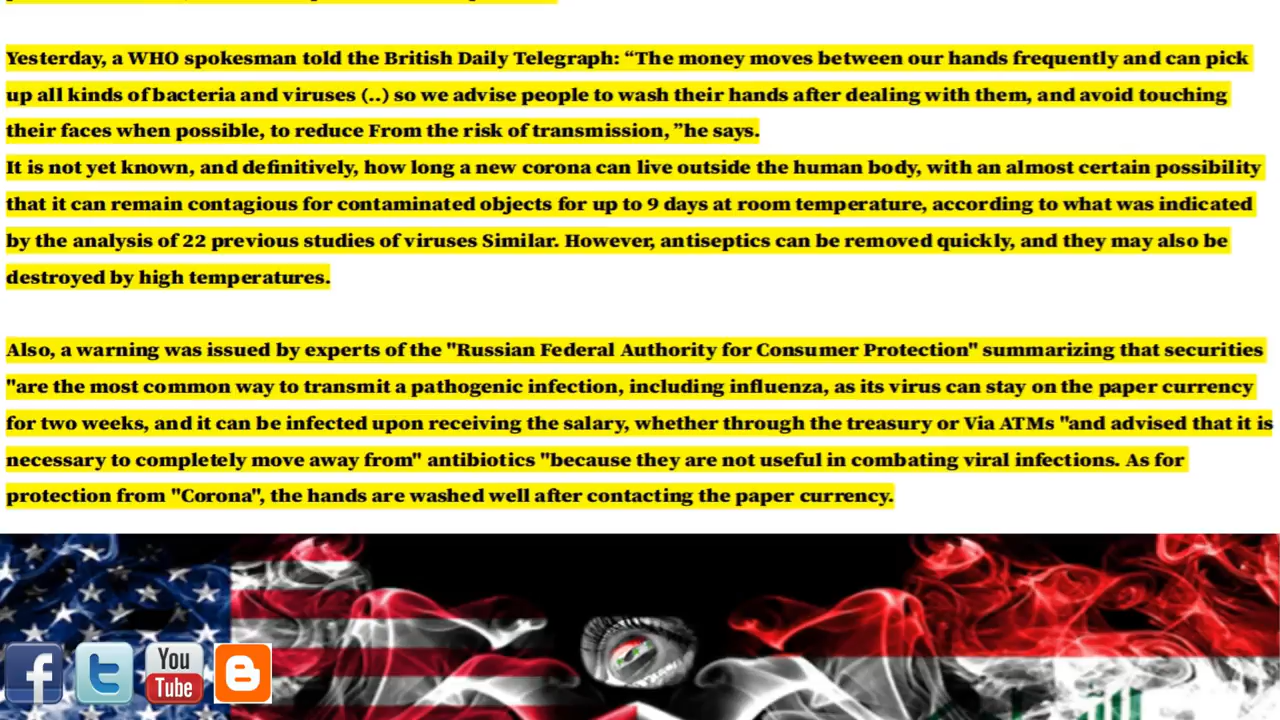 Yesterday, a WHO spokesman told the British Daily Telegraph: “The money moves between our hands frequently and can pick
up all kinds of bacteria and viruses (..) so we advise people to wash their hands after dealing with them, and avoid touching
their faces when possible, to reduce From the risk of transmission, ”he says.
It is not yet known, and definitively, how long a new corona can live outside the human body, with an almost certain possibility
that it can remain contagious for contaminated objects for up to 9 days at room temperature, according to what was indicated
by the analysis of 22 previous studies of viruses Similar. However, antiseptics can be removed quickly, and they may also be
destroyed by high temperatures.
Also, a warning was issued by experts of the "Russian Federal Authority for Consumer Protection" summarizing that securities
"are the most common way to transmit a pathogenic infection, including influenza, as its virus can stay on the paper currency
for two weeks, and it can be infected upon receiving the salary, whether through the treasury or Via ATMs "and advised that it is
necessary to completely move away from" antibiotics "because they are not useful in combating viral infections. As for
protection from "Corona", the hands are washed well after contacting the paper currency.
You
Tube